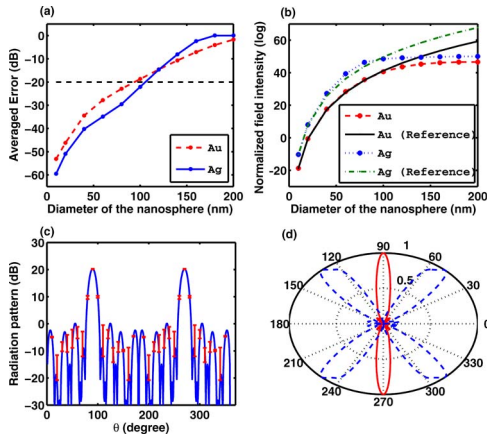 (a)
Averaged Error (dB)
20
10
0
−10
−20
−30
−40
−50
−60
0 50 100 150 200
Au
Ag
Diameter of the nanosphere (nm)
(b)
Normalized field intensity (log)
60
40
20
0
−20
0 50 100 150 200
Au
Au (Reference)
Ag
Ag (Reference)
Diameter of the nanosphere (nm)
(c)
Radiation pattern (dB)
30
20
10
0
−10
−20
−30
0 100 200 300
θ (degree)
(d)
90
1
120
60
0.5
150
30
180
0
210
330
240
300
270